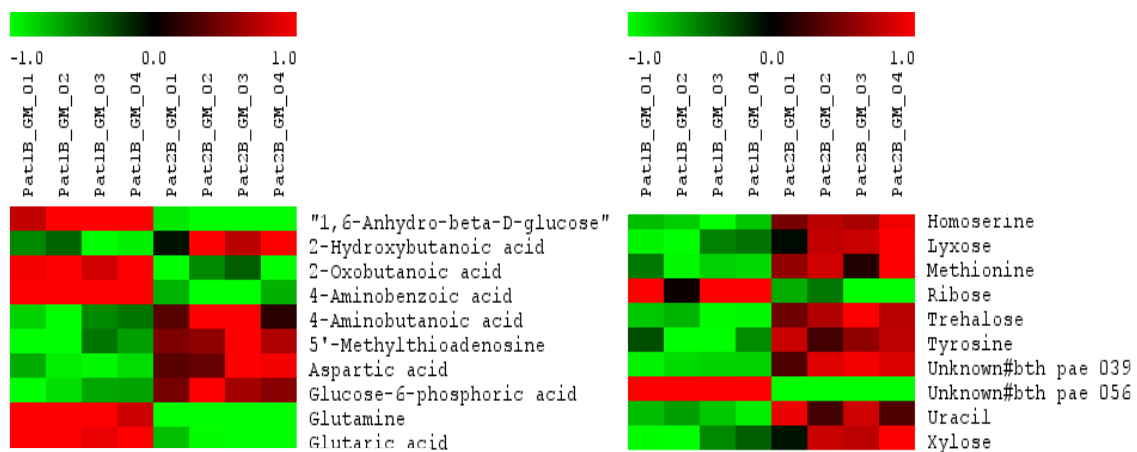 -1.0 0.0 1.0
Pat1B_GM_01
Pat1B_GM_02
Pat1B_GM_03
Pat1B_GM_04
Pat2B_GM_01
Pat2B_GM_02
Pat2B_GM_03
Pat2B_GM_04
"1,6-Anhydro-beta-D-glucose"
2-Hydroxybutanoic acid
2-Oxobutanoic acid
4-Aminobenzoic acid
4-Aminobutanoic acid
5'-Methylthioadenosine
Aspartic acid
Glucose-6-phosphoric acid
Glutamine
Glutaric acid
-1.0 0.0 1.0
Pat1B_GM_01
Pat1B_GM_02
Pat1B_GM_03
Pat1B_GM_04
Pat2B_GM_01
Pat2B_GM_02
Pat2B_GM_03
Pat2B_GM_04
Homoserine
Lyxose
Methionine
Ribose
Trehalose
Tyrosine
Unknown#bth pae 039
Unknown#bth pae 056
Uracil
Xylose